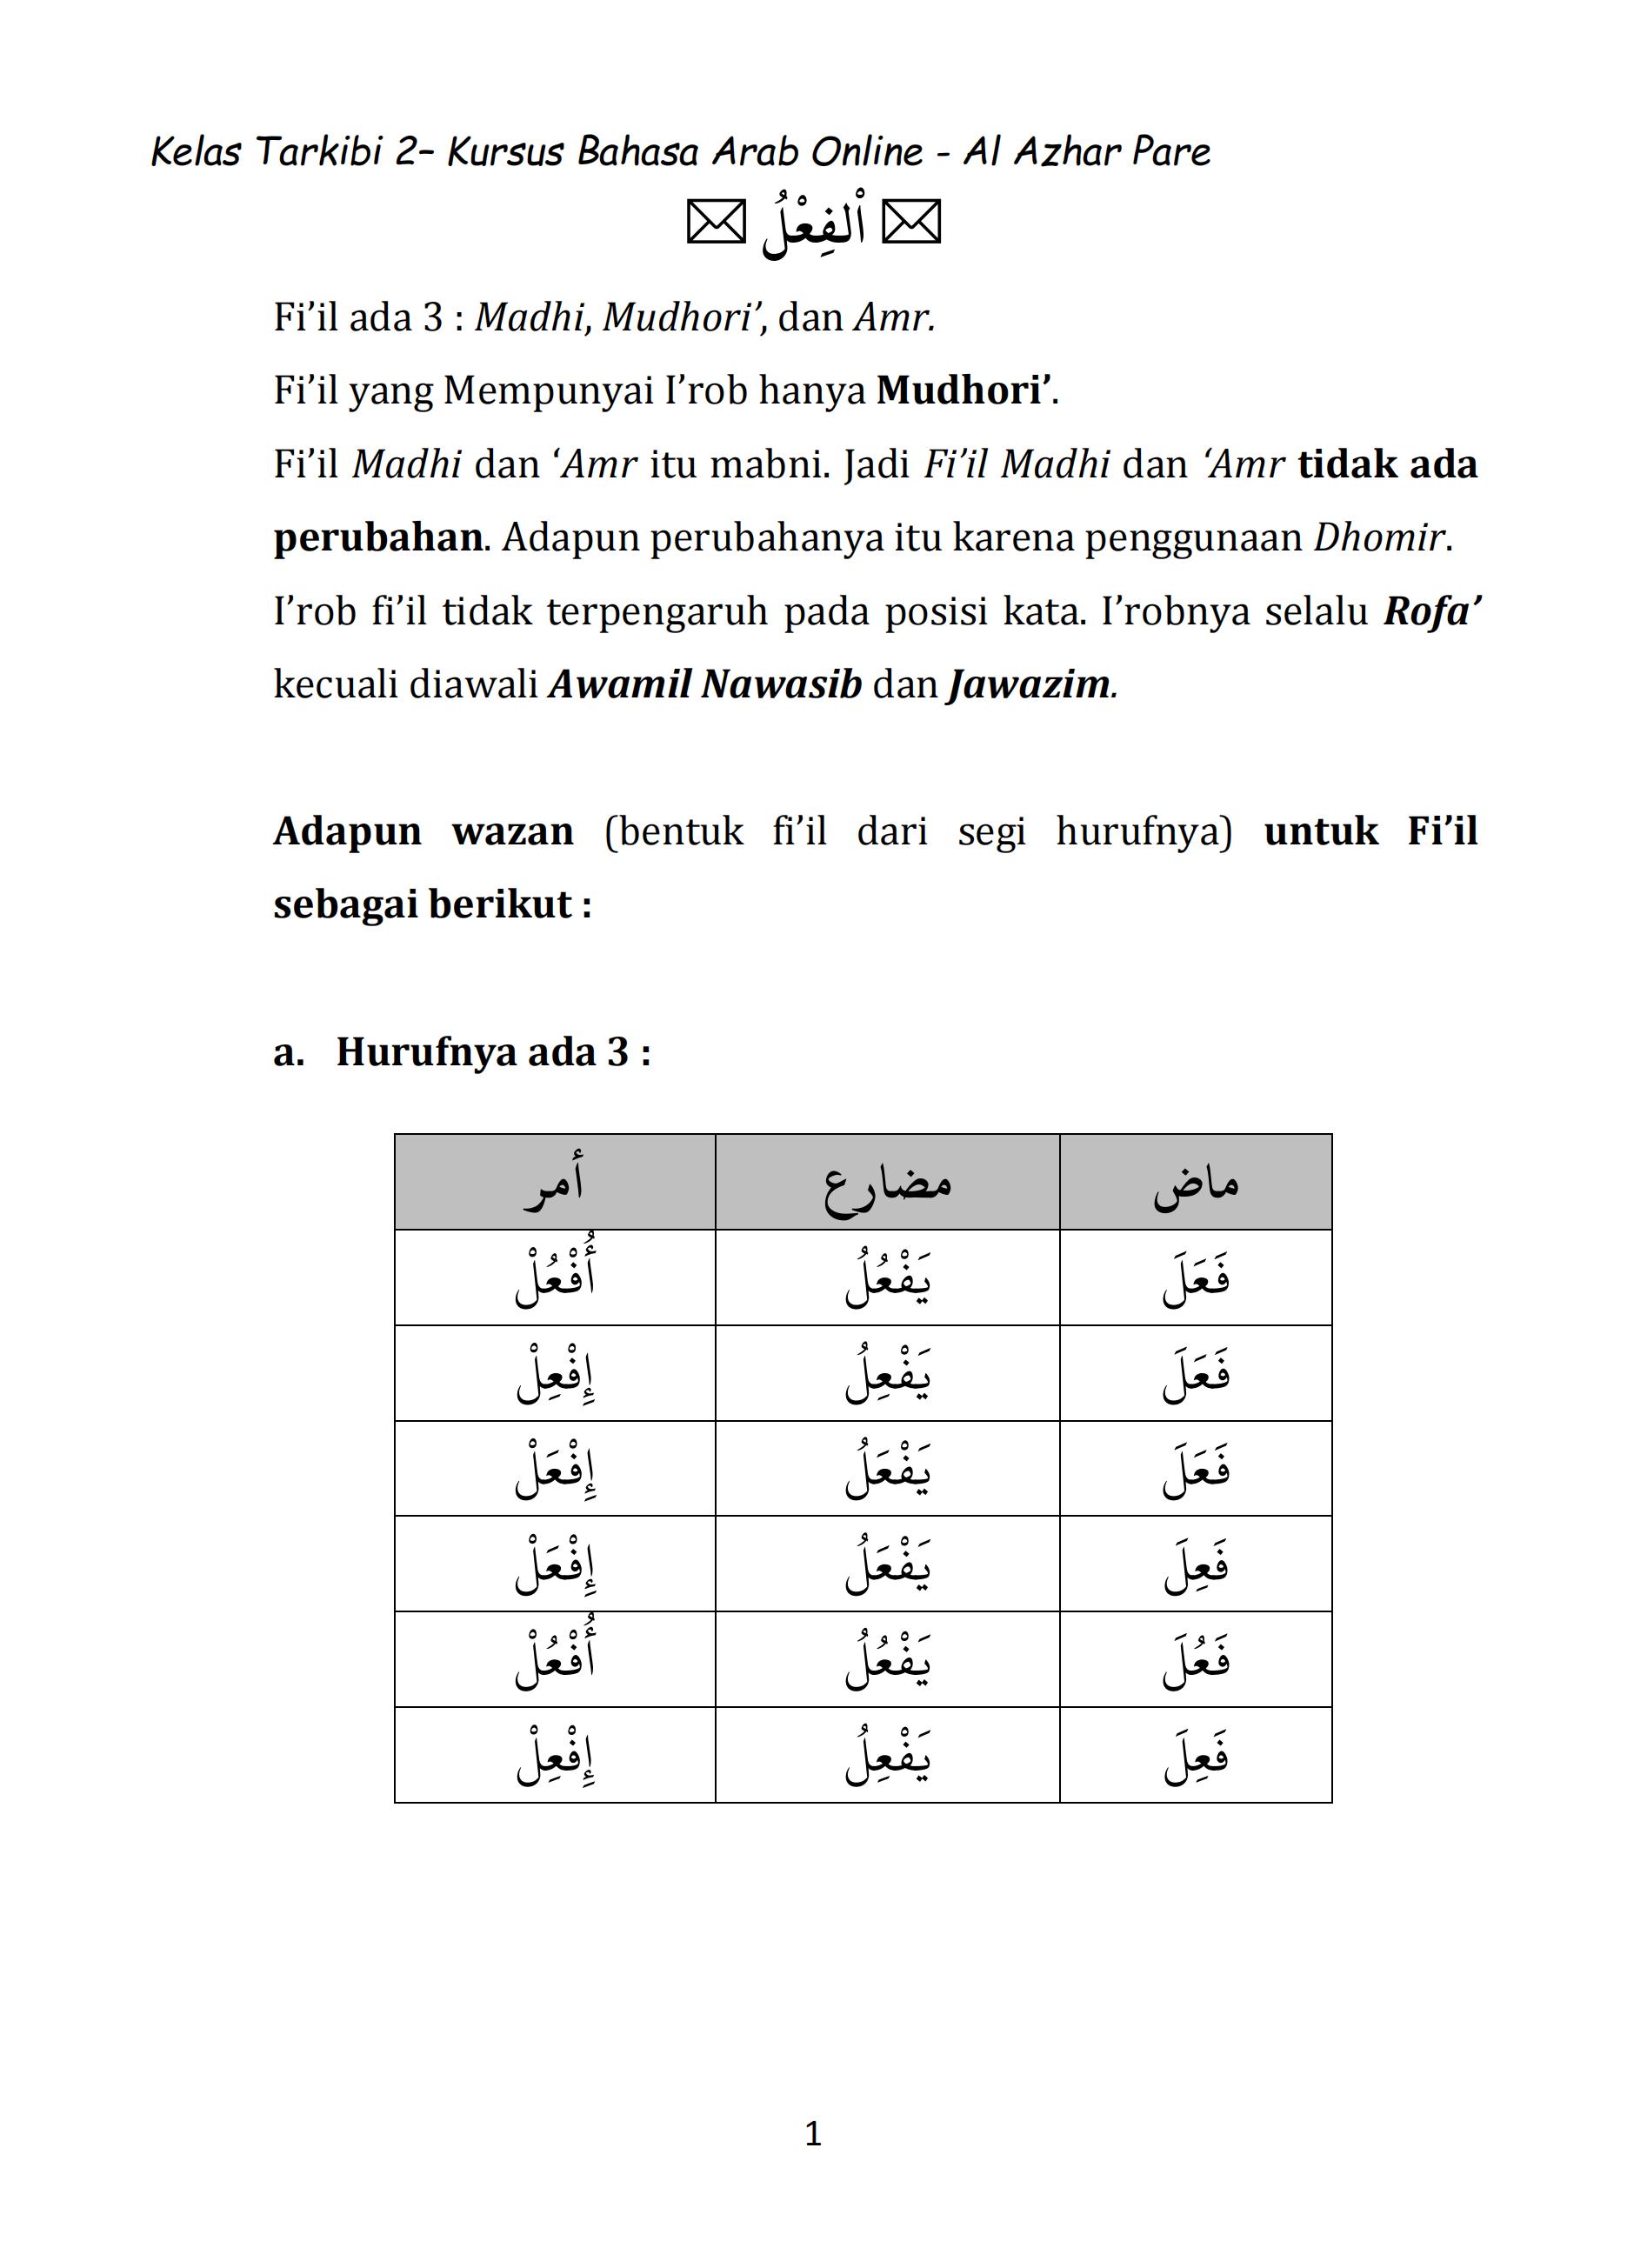 Kelas Tarkibi 2– Kursus Bahasa Arab Online - Al Azhar Pare
اْلفِعْلُ
Fi’il ada 3 : Madhi, Mudhori’, dan Amr.
Fi’il yang Mempunyai I’rob hanya Mudhori’.
Fi’il Madhi dan ‘Amr itu mabni. Jadi Fi’il Madhi dan ‘Amr tidak ada
perubahan. Adapun perubahanya itu karena penggunaan Dhomir.
I’rob fi’il tidak terpengaruh pada posisi kata. I’robnya selalu Rofa’
kecuali diawali Awamil Nawasib dan Jawazim.
Adapun wazan (bentuk fi’il dari segi hurufnya) untuk Fi’il
sebagai berikut :
a. Hurufnya ada 3 :
ماض مضارع أمر
فَعَلَ يَفْعُلُ أُفْعُلْ
فَعَلَ يَفْعِلُ إِفْعِلْ
فَعَلَ يَفْعَلُ إِفْعَلْ
فَعِلَ يَفْعَلُ إِفْعَلْ
فَعُلَ يَفْعُلُ أُفْعُلْ
فَعِلَ يَفْعِلُ إِفْعِلْ
1